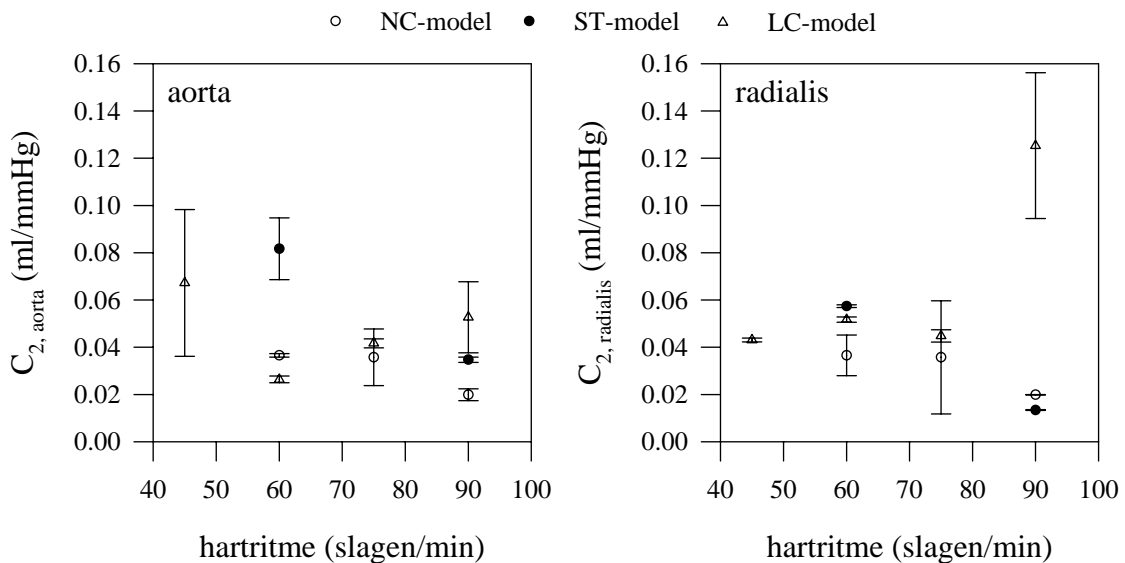 NC-model ST-model LC-model
aorta
C2, aorta (ml/mmHg)
0.16
0.14
0.12
0.10
0.08
0.06
0.04
0.02
0.00
40 50 60 70 80 90 100
hartritme (slagen/min)
radialis
C2, radialis (ml/mmHg)
0.16
0.14
0.12
0.10
0.08
0.06
0.04
0.02
0.00
40 50 60 70 80 90 100
hartritme (slagen/min)